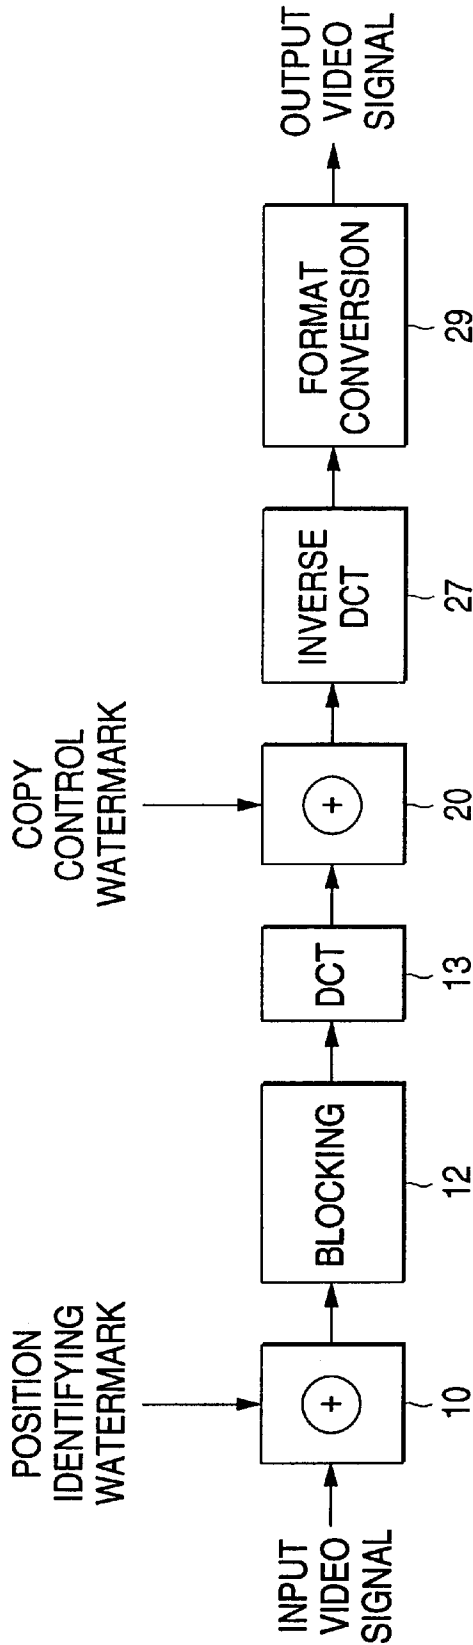 POSITION
IDENTIFYING
WATERMARK
COPY
CONTROL
WATERMARK
INPUT
VIDEO
SIGNAL
+
BLOCKING
DCT
+
INVERSE
DCT
FORMAT
CONVERSION
OUTPUT
VIDEO
SIGNAL
10
12
13
20
27
29